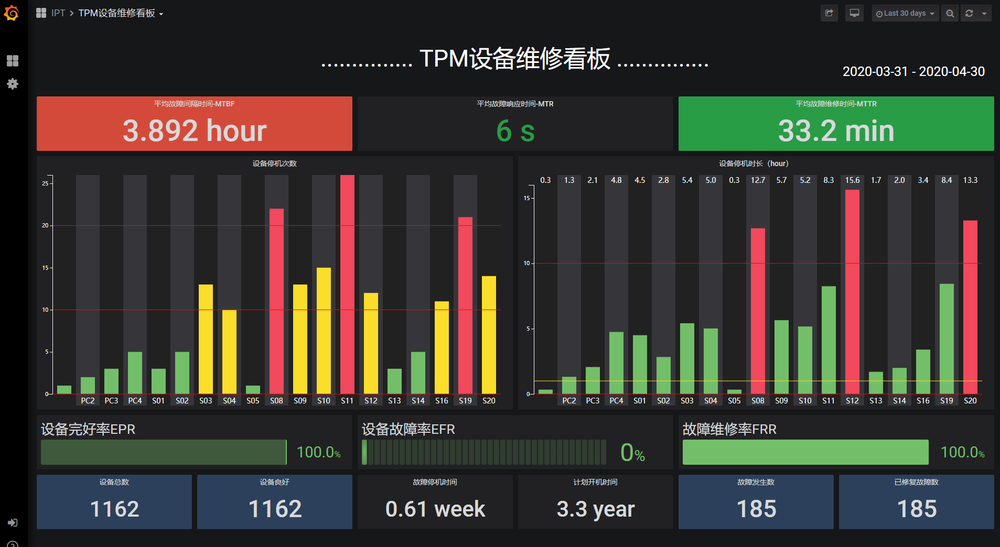 IPT > TPM设备维修看板
Last 30 days
............... TPM设备维修看板 ...............
2020-03-31 - 2020-04-30
平均故障间隔时间-MTBF
3.892 hour
平均故障响应时间-MTR
6 s
平均故障维修时间-MTTR
33.2 min
设备停机次数
25
20
15
10
5
0
PC2 PC3 PC4 S01 S02 S03 S04 S05 S08 S09 S10 S11 S12 S13 S14 S16 S19 S20
设备停机时长（hour）
0.3 1.3 2.1 4.8 4.5 2.8 5.4 5.0 0.3 12.7 5.7 5.2 8.3 15.6 1.7 2.0 3.4 8.4 13.3
15
10
5
0
PC2 PC3 PC4 S01 S02 S03 S04 S05 S08 S09 S10 S11 S12 S13 S14 S16 S19 S20
设备完好率EPR
100.0%
设备故障率EFR
0%
故障维修率FRR
100.0%
设备总数
1162
设备良好
1162
故障停机时间
0.61 week
计划开机时间
3.3 year
故障发生数
185
已修复故障数
185